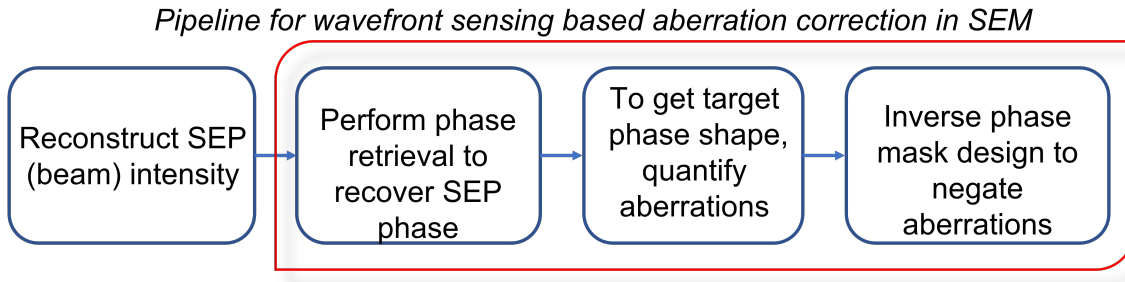 Pipeline for wavefront sensing based aberration correction in SEM
Reconstruct SEP
(beam) intensity
Perform phase
retrieval to
recover SEP
phase
To get target
phase shape,
quantify
aberrations
Inverse phase
mask design to
negate
aberrations